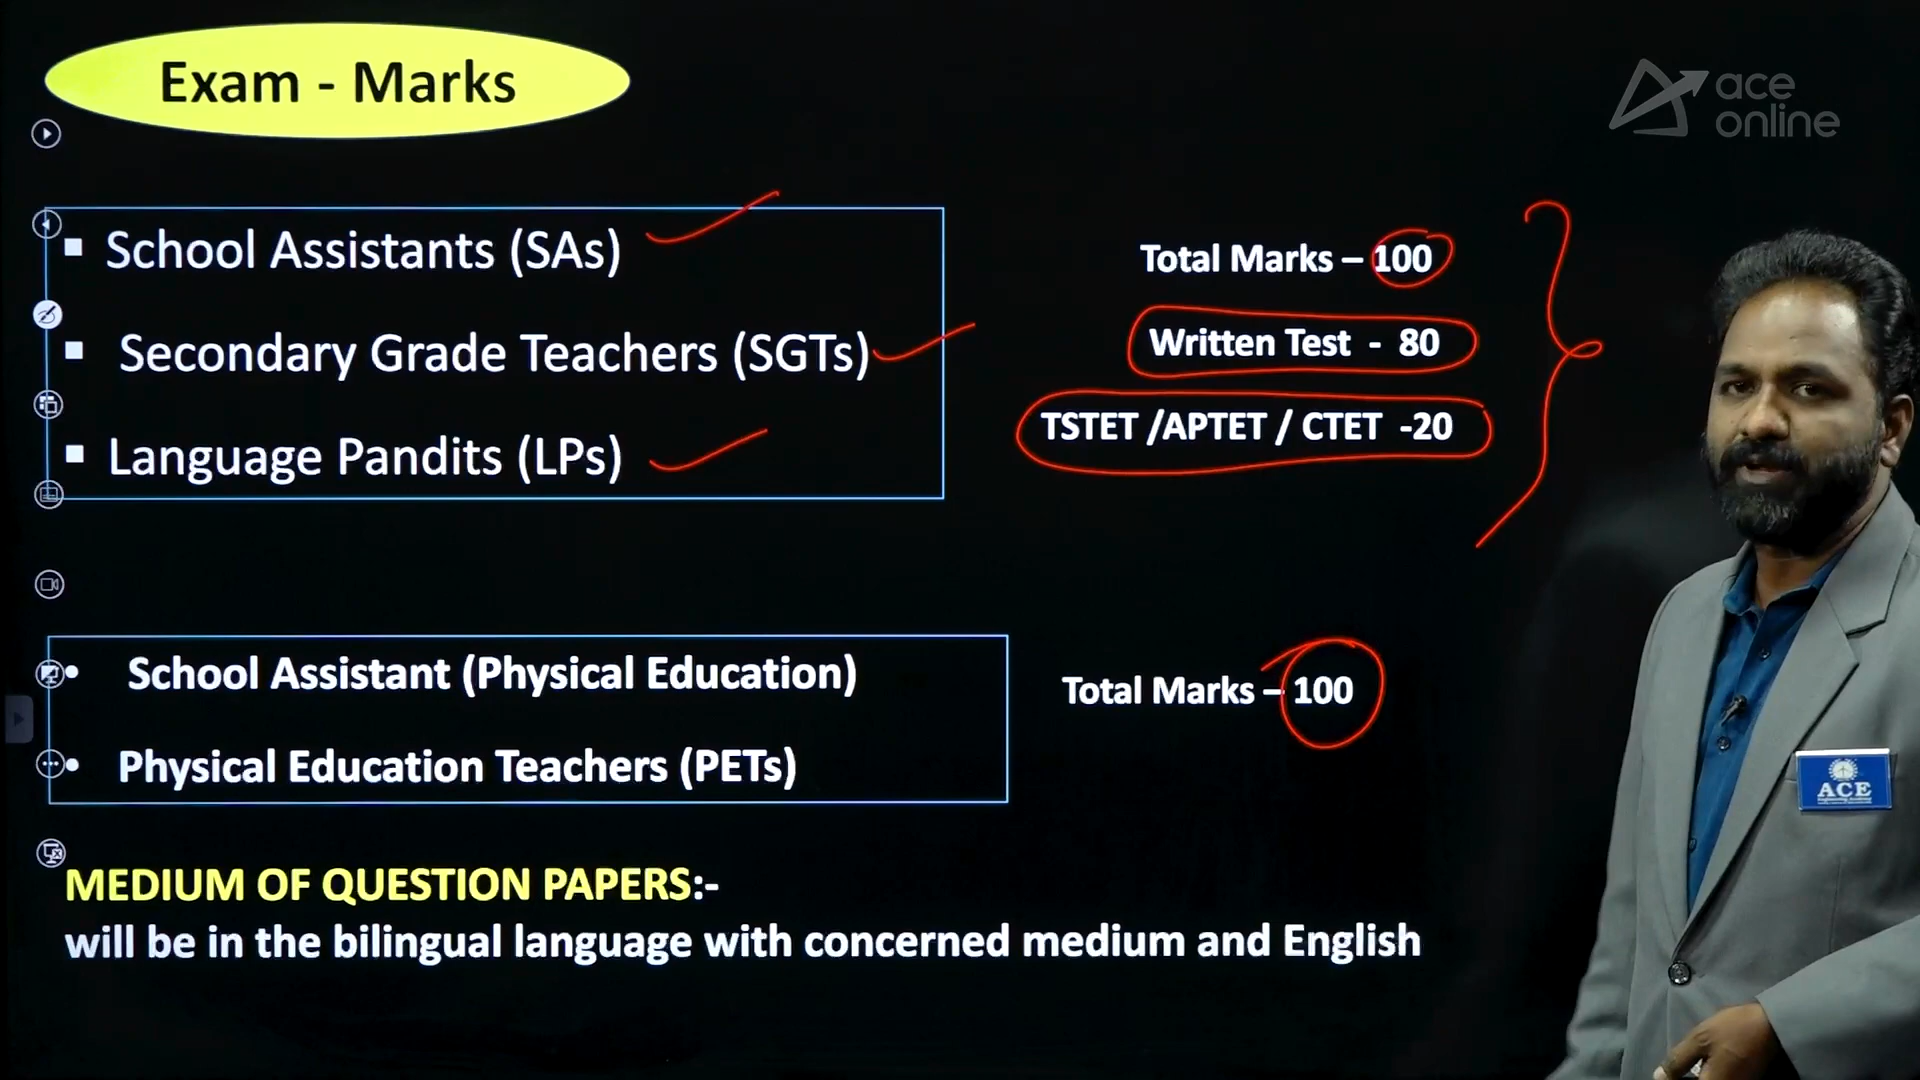 Exam - Marks
ace
online
School Assistants (SAs)
Secondary Grade Teachers (SGTs)
Language Pandits (LPs)
Total Marks – 100
Written Test - 80
TSTET /APTET / CTET -20
School Assistant (Physical Education)
Physical Education Teachers (PETs)
Total Marks – 100
ACE
MEDIUM OF QUESTION PAPERS:-
will be in the bilingual language with concerned medium and English